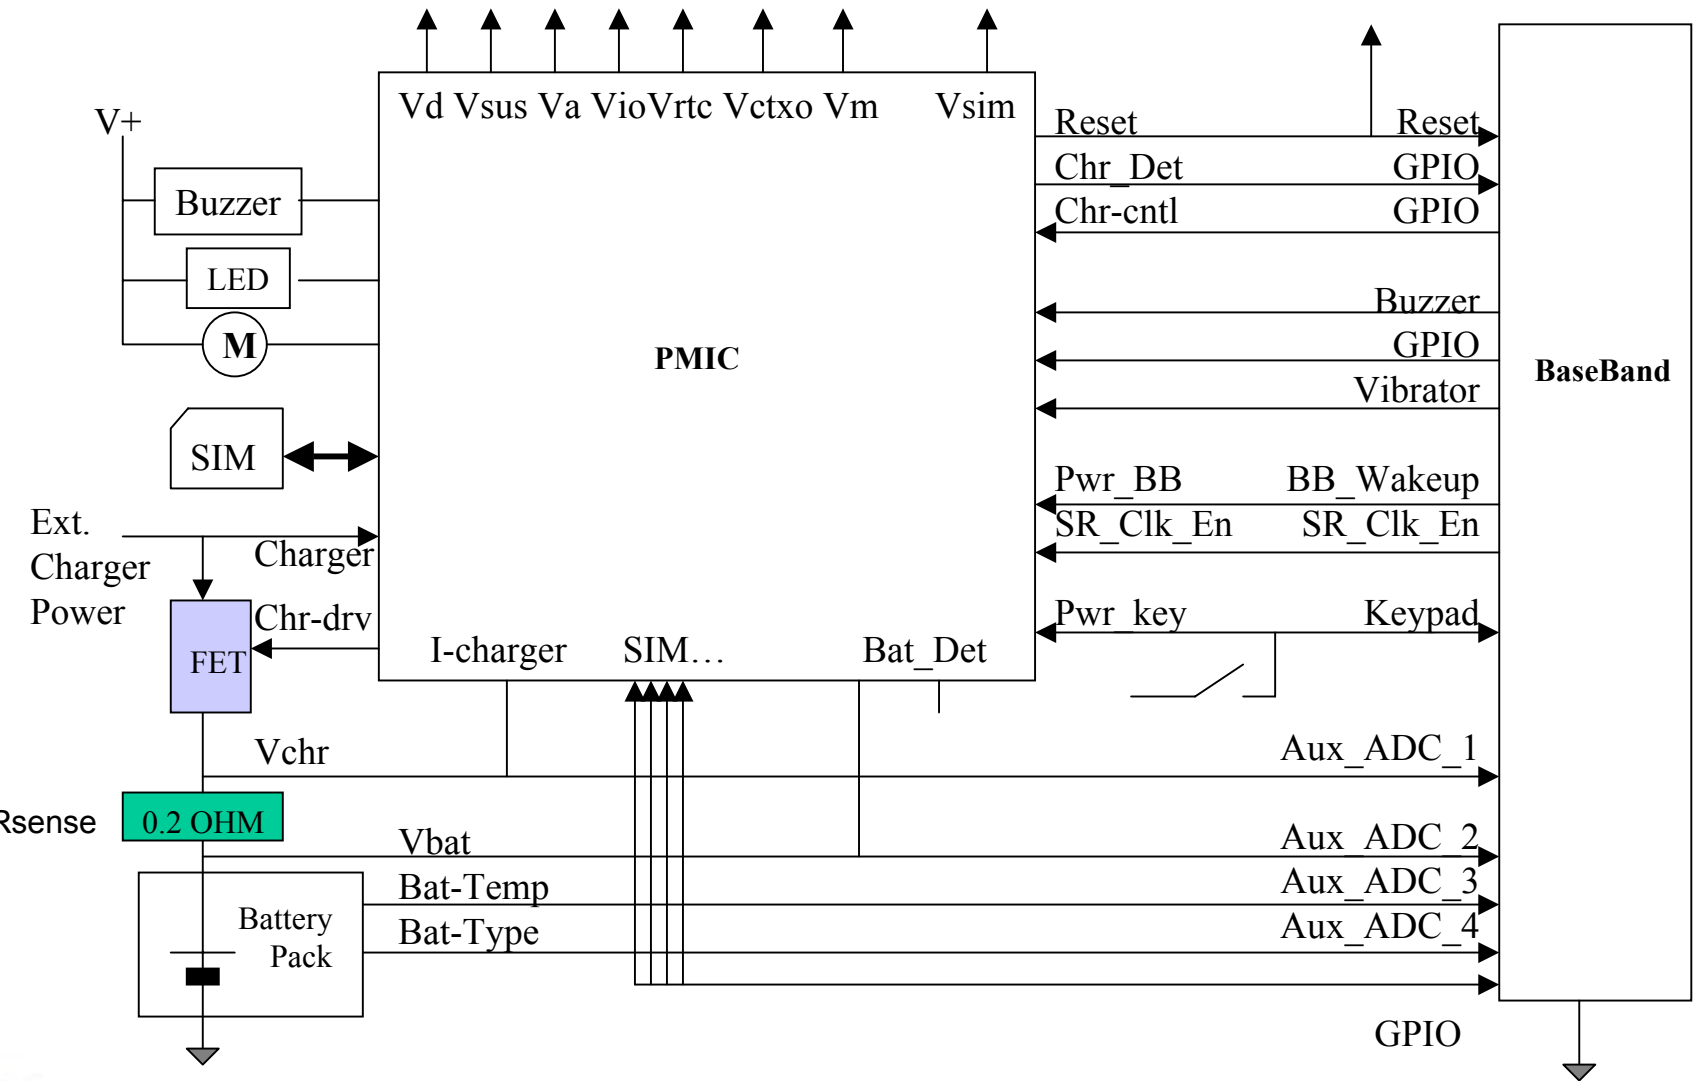 Vd Vsus Va Vio Vrtc Vctxo Vm Vsim
V+
Reset Reset
Chr_Det GPIO
Buzzer
Chr-cntl GPIO
LED
Buzzer
M
PMIC
GPIO
BaseBand
Vibrator
SIM
Pwr_BB BB_Wakeup
Ext.
Charger
Power
SR_Clk_En SR_Clk_En
Charger
Chr-drv
Pwr_key Keypad
FET
I-charger SIM... Bat_Det
Vchr Aux_ADC_1
Rsense 0.2 OHM
Vbat Aux_ADC_2
Bat-Temp Aux_ADC_3
Battery
Pack
Bat-Type Aux_ADC_4
GPIO